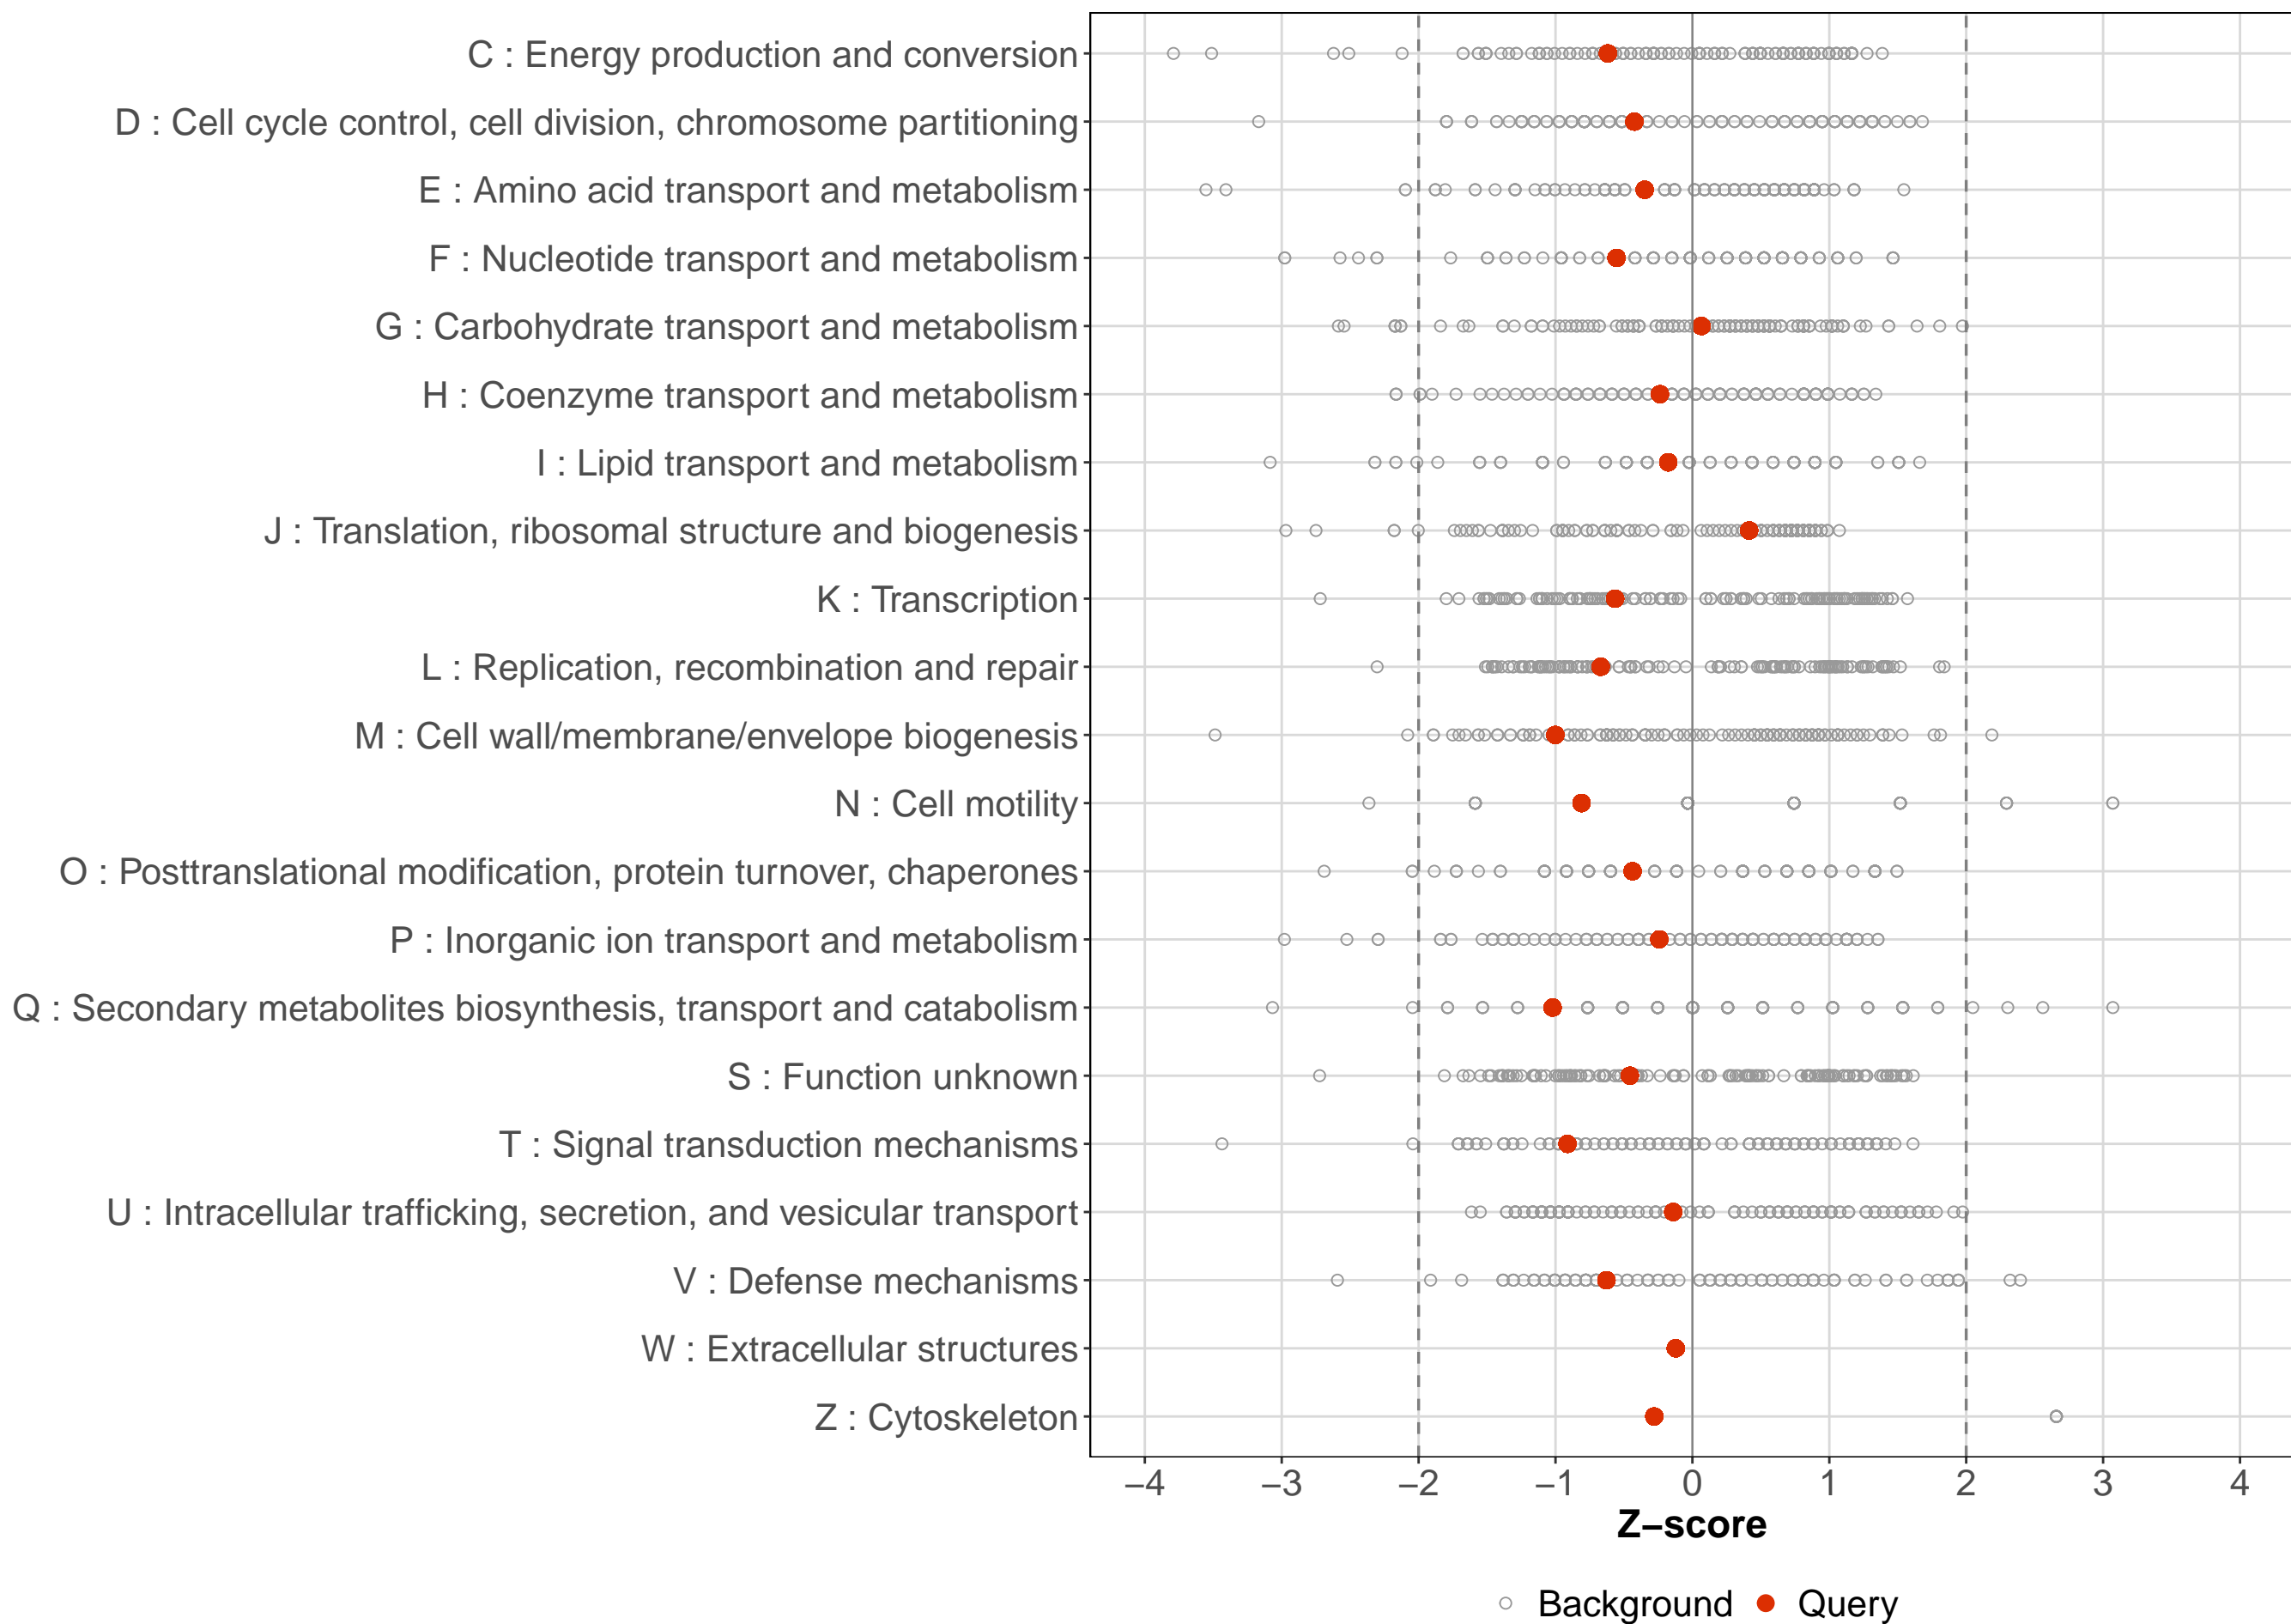 C : Energy production and conversion
D : Cell cycle control, cell division, chromosome partitioning
E : Amino acid transport and metabolism
F : Nucleotide transport and metabolism
G : Carbohydrate transport and metabolism
H : Coenzyme transport and metabolism
I : Lipid transport and metabolism
J : Translation, ribosomal structure and biogenesis
K : Transcription
L : Replication, recombination and repair
M : Cell wall/membrane/envelope biogenesis
N : Cell motility
O : Posttranslational modification, protein turnover, chaperones
P : Inorganic ion transport and metabolism
Q : Secondary metabolites biosynthesis, transport and catabolism
S : Function unknown
T : Signal transduction mechanisms
U : Intracellular trafficking, secretion, and vesicular transport
V : Defense mechanisms
W : Extracellular structures
Z : Cytoskeleton
−4 −3 −2 −1 0 1 2 3 4
Z−score
Background Query